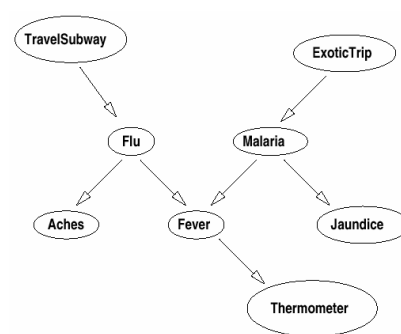 TravelSubway
ExoticTrip
Flu
Malaria
Aches
Fever
Jaundice
Thermometer